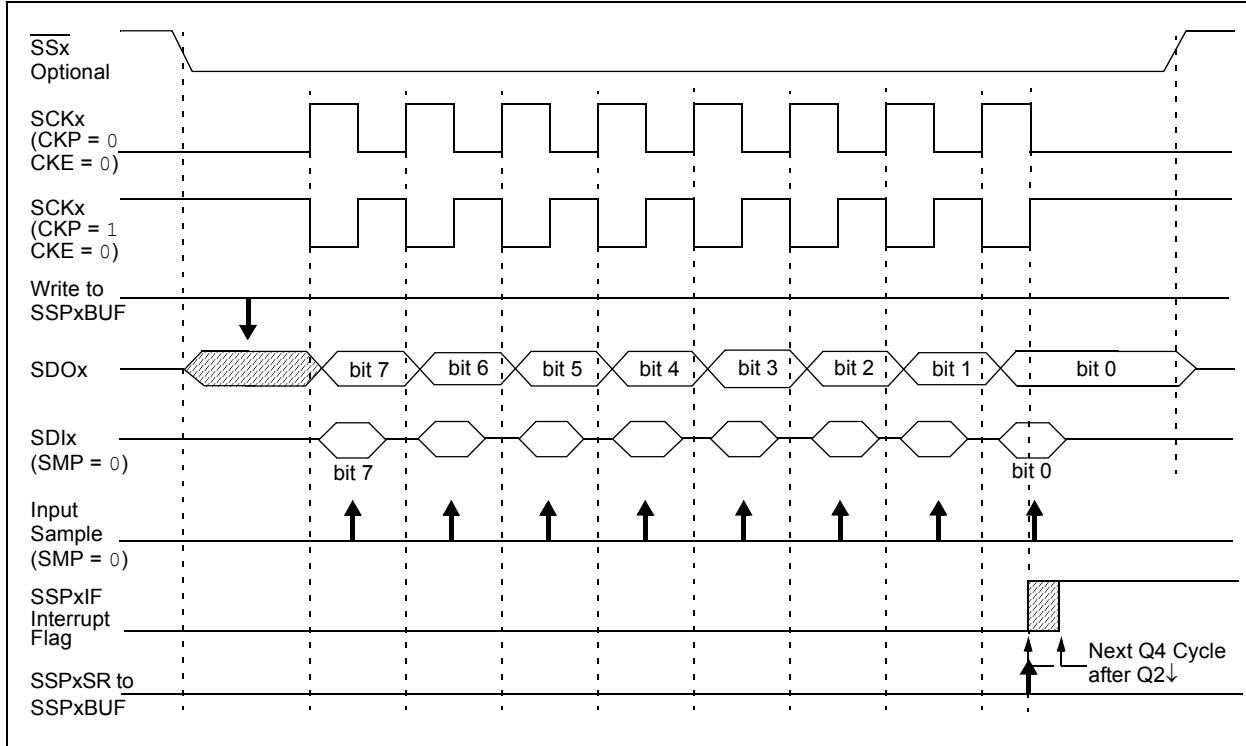 SSx
Optional
SCKx
(CKP = 0
CKE = 0)
SCKx
(CKP = 1
CKE = 0)
Write to
SSPxBUF
SDOx
bit 7
bit 6
bit 5
bit 4
bit 3
bit 2
bit 1
bit 0
SDIx
(SMP = 0)
bit 7
bit 0
Input
Sample
(SMP = 0)
SSPxIF
Interrupt
Flag
Next Q4 Cycle
after Q2↓
SSPxSR to
SSPxBUF